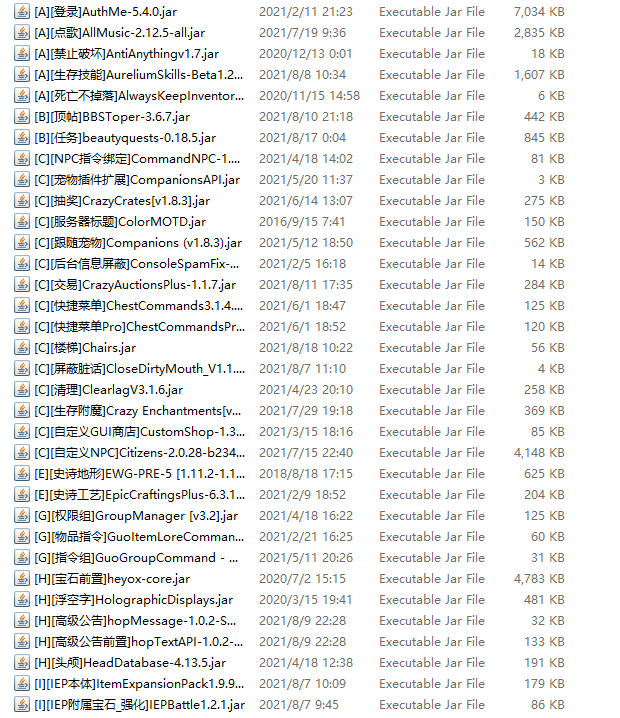 [A][登录]AuthMe-5.4.0.jar 2021/2/11 21:23 Executable Jar File 7,034 KB
[A][点歌]AllMusic-2.12.5-all.jar 2021/7/19 9:36 Executable Jar File 2,835 KB
[A][禁止破坏]AntiAnythingv1.7.jar 2020/12/13 0:01 Executable Jar File 18 KB
[A][生存技能]AureliumSkills-Beta1.2... 2021/8/8 10:34 Executable Jar File 1,607 KB
[A][死亡不掉落]AlwaysKeepInventor... 2020/11/15 14:58 Executable Jar File 6 KB
[B][顶帖]BBSToper-3.6.7.jar 2021/8/10 21:18 Executable Jar File 442 KB
[B][任务]beautyquests-0.18.5.jar 2021/8/17 0:04 Executable Jar File 845 KB
[C][NPC指令绑定]CommandNPC-1.... 2021/4/18 14:02 Executable Jar File 81 KB
[C][宠物插件扩展]CompanionsAPI.jar 2021/5/20 11:37 Executable Jar File 3 KB
[C][抽奖]CrazyCrates[v1.8.3].jar 2021/6/14 13:07 Executable Jar File 275 KB
[C][服务器标题]ColorMOTD.jar 2016/9/15 7:41 Executable Jar File 150 KB
[C][跟随宠物]Companions (v1.8.3).jar 2021/5/12 18:50 Executable Jar File 562 KB
[C][后台信息屏蔽]ConsoleSpamFix-... 2021/2/5 16:18 Executable Jar File 14 KB
[C][交易]CrazyAuctionsPlus-1.1.7.jar 2021/8/11 17:35 Executable Jar File 284 KB
[C][快捷菜单]ChestCommands3.1.4.... 2021/6/1 18:47 Executable Jar File 125 KB
[C][快捷菜单Pro]ChestCommandsPr... 2021/6/1 18:52 Executable Jar File 120 KB
[C][楼梯]Chairs.jar 2021/8/18 10:22 Executable Jar File 56 KB
[C][屏蔽脏话]CloseDirtyMouth_V1.1.... 2021/8/7 11:10 Executable Jar File 4 KB
[C][清理]ClearlagV3.1.6.jar 2021/4/23 20:10 Executable Jar File 258 KB
[C][生存附魔]Crazy Enchantments[v... 2021/7/29 19:18 Executable Jar File 369 KB
[C][自定义GUI商店]CustomShop-1.3... 2021/3/15 18:16 Executable Jar File 85 KB
[C][自定义NPC]Citizens-2.0.28-b234... 2021/7/15 22:40 Executable Jar File 4,148 KB
[E][史诗地形]EWG-PRE-5 [1.11.2-1.1... 2018/8/18 17:15 Executable Jar File 625 KB
[E][史诗工艺]EpicCraftingsPlus-6.3.1... 2021/2/9 18:52 Executable Jar File 204 KB
[G][权限组]GroupManager [v3.2].jar 2021/4/18 16:22 Executable Jar File 125 KB
[G][物品指令]GuoItemLoreComman... 2021/2/21 16:25 Executable Jar File 60 KB
[G][指令组]GuoGroupCommand - ... 2021/5/11 20:26 Executable Jar File 31 KB
[H][宝石前置]heyox-core.jar 2020/7/2 15:15 Executable Jar File 4,783 KB
[H][浮空字]HolographicDisplays.jar 2020/3/15 19:41 Executable Jar File 481 KB
[H][高级公告]hopMessage-1.0.2-S... 2021/8/9 22:28 Executable Jar File 32 KB
[H][高级公告前置]hopTextAPI-1.0.2-... 2021/8/9 22:28 Executable Jar File 133 KB
[H][头颅]HeadDatabase-4.13.5.jar 2021/4/18 12:38 Executable Jar File 191 KB
[I][IEP本体]ItemExpansionPack1.9.9... 2021/8/7 10:09 Executable Jar File 179 KB
[I][IEP附属宝石_强化]IEPBattle1.2.1.jar 2021/8/7 9:45 Executable Jar File 86 KB